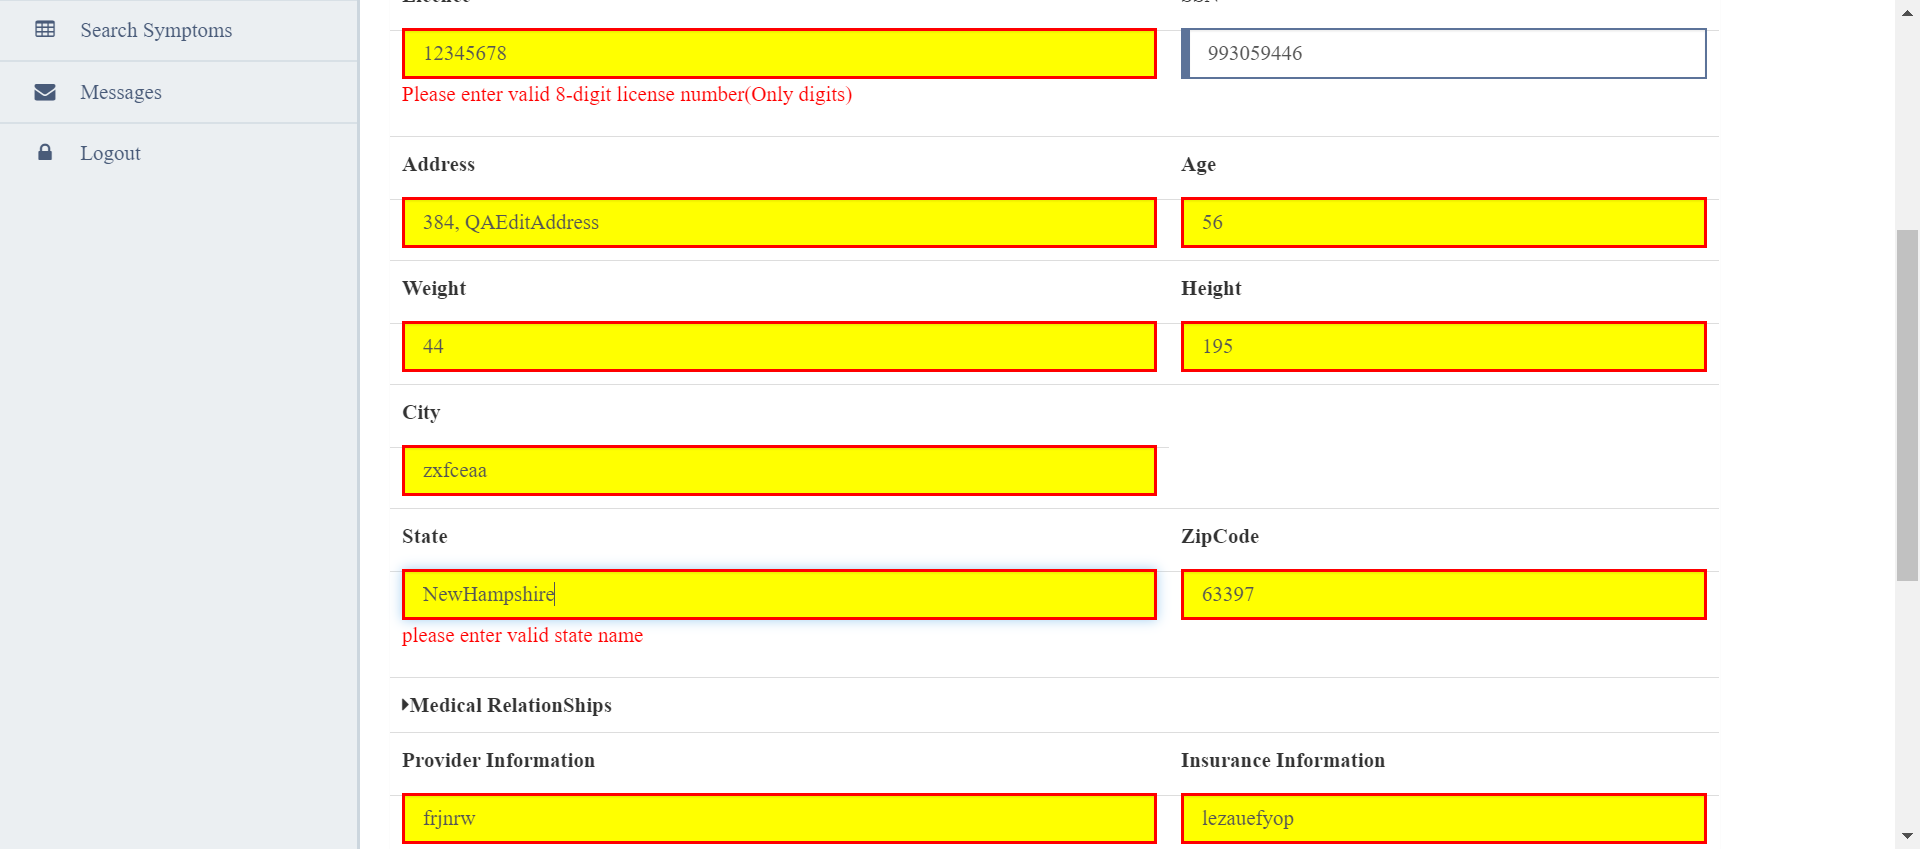 Search Symptoms
Messages
Logout
12345678
993059446
Please enter valid 8-digit license number(Only digits)
Address
Age
384, QAEditAddress
56
Weight
Height
44
195
City
zxfceaa
State
ZipCode
NewHampshire
63397
please enter valid state name
Medical RelationShips
Provider Information
Insurance Information
frjnrw
lezauefyop